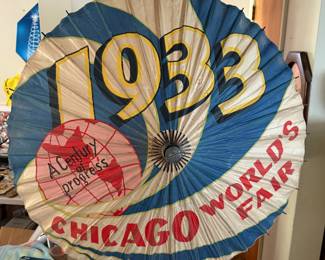 1933
A Century
of
progress
CHICAGO WORLD'S
FAIR